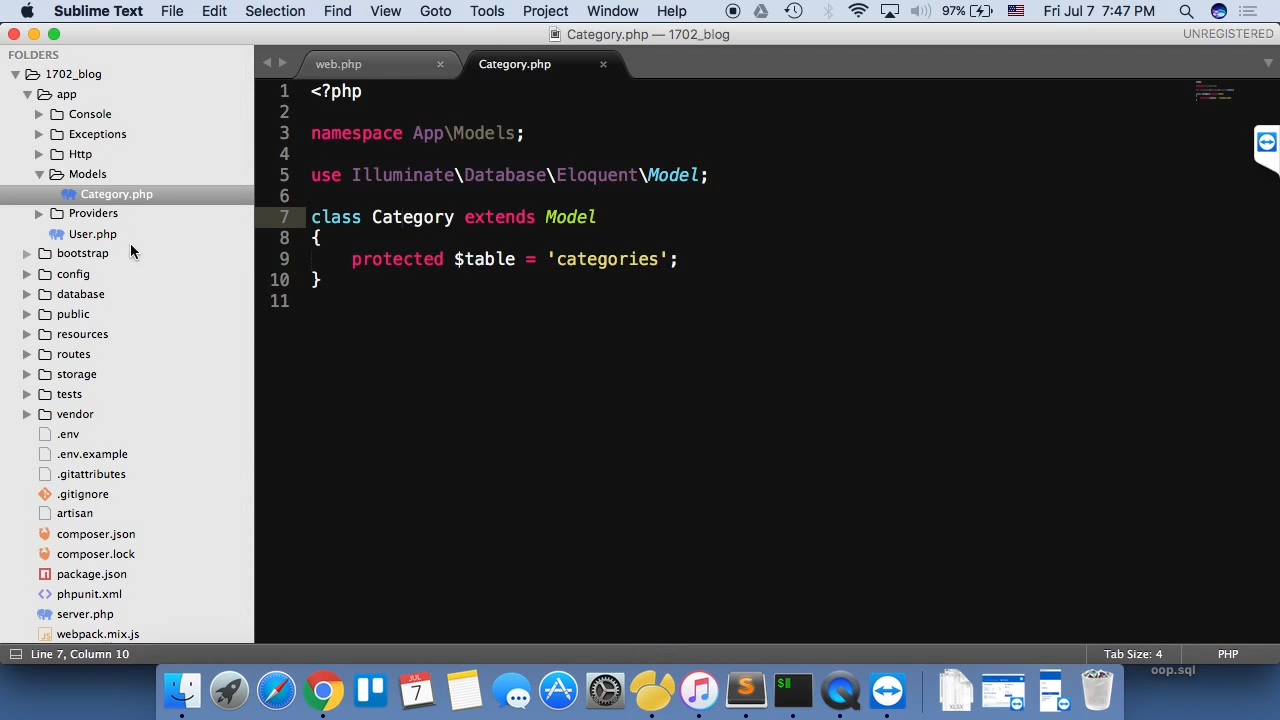 Sublime Text File Edit Selection Find View Goto Tools Project Window Help 97% Fri Jul 7 7:47 PM
Category.php — 1702_blog UNREGISTERED
FOLDERS
1702_blog
app
Console
Exceptions
Http
Models
Category.php
Providers
User.php
bootstrap
config
database
public
resources
routes
storage
tests
vendor
.env
.env.example
.gitattributes
.gitignore
artisan
composer.json
composer.lock
package.json
phpunit.xml
server.php
webpack.mix.js
web.php × Category.php ×
1 <?php
2
3 namespace App\Models;
4
5 use Illuminate\Database\Eloquent\Model;
6
7 class Category extends Model
8 {
9 protected $table = 'categories';
10 }
11
Line 7, Column 10 Tab Size: 4 PHP
oop.sql
JUL
7
XLSX